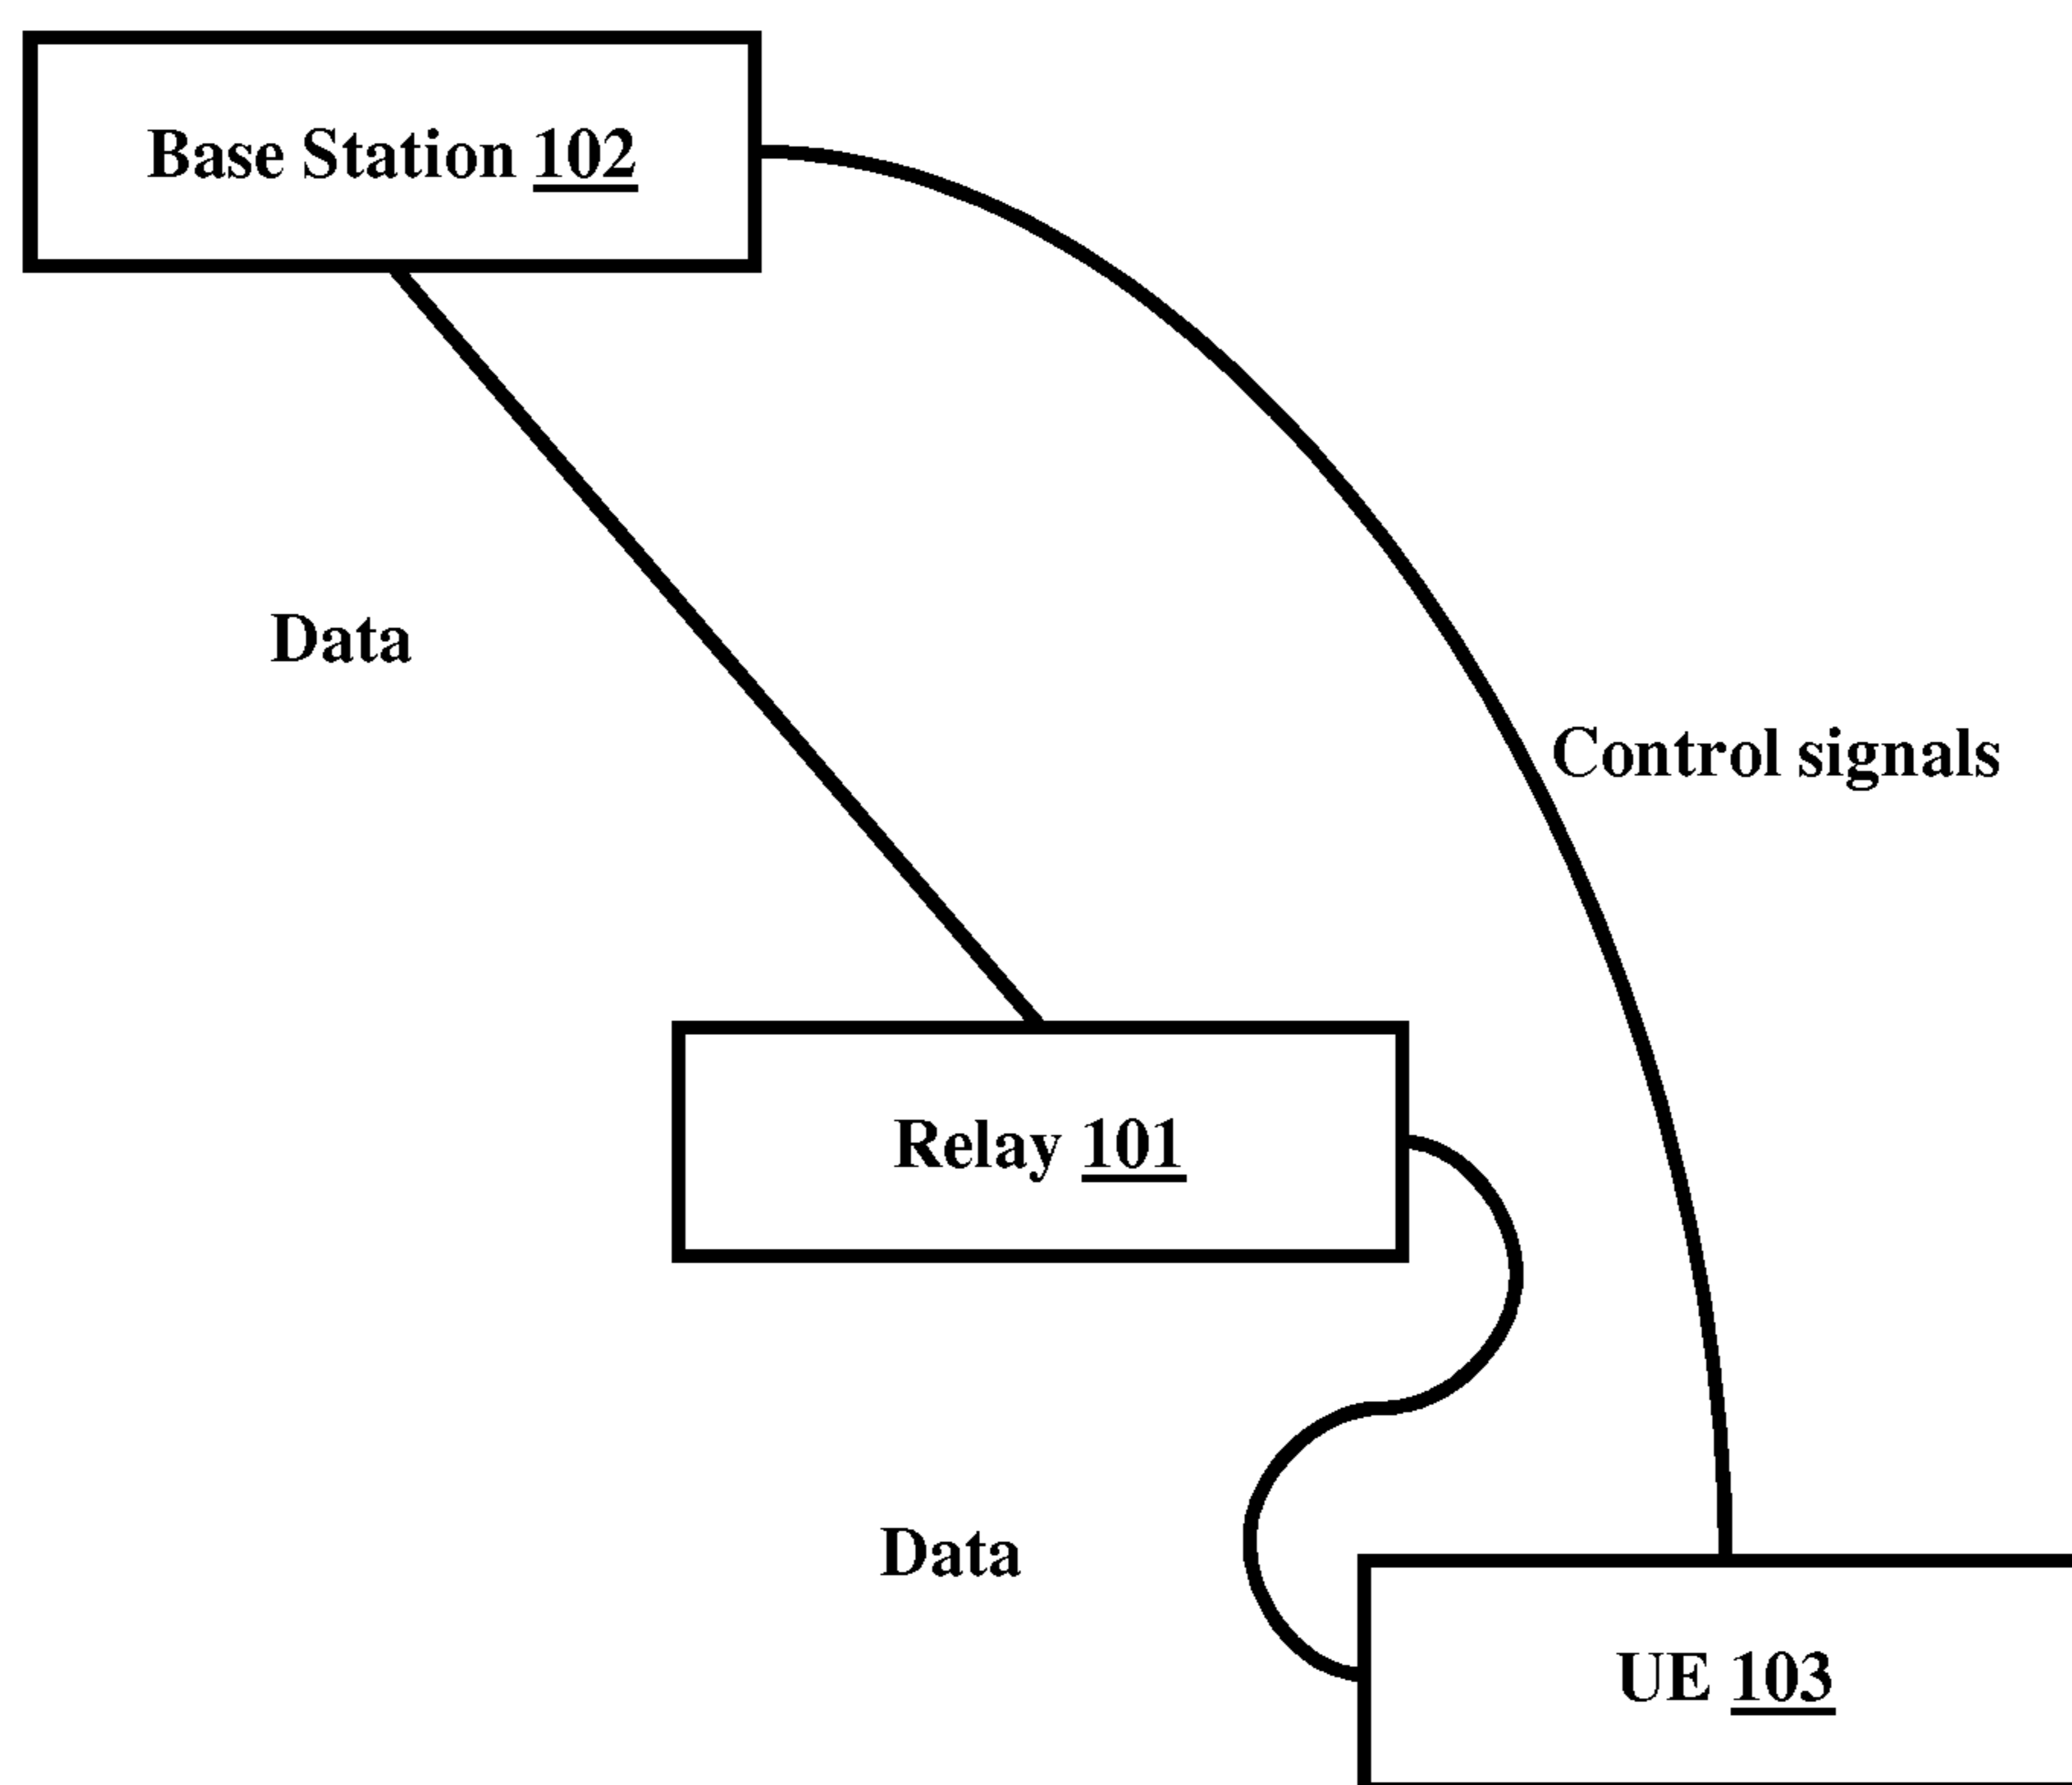 Base Station 102
Data
Control signals
Relay 101
Data
UE 103